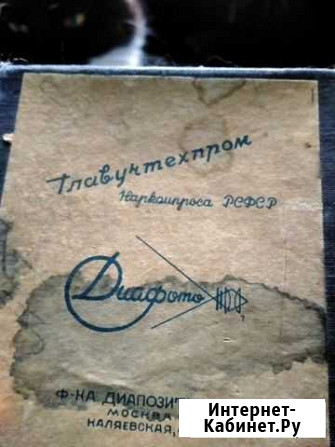 Главучтехпром
Наркомпроса РСФСР
Диафото
Ф-КА ДИАПОЗИ
МОСКВА
КАЛЯЕВСКАЯ,
Интернет-
Кабинет.Ру